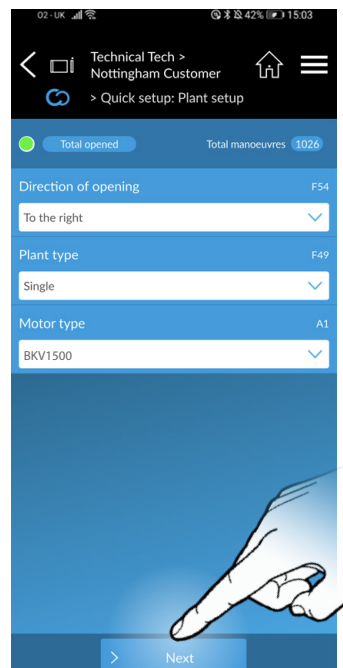 O2-UK 42% 15:03
Technical Tech >
Nottingham Customer
> Quick setup: Plant setup
Total opened Total manoeuvres 1026
Direction of opening F54
To the right
Plant type F49
Single
Motor type A1
BKV1500
> Next